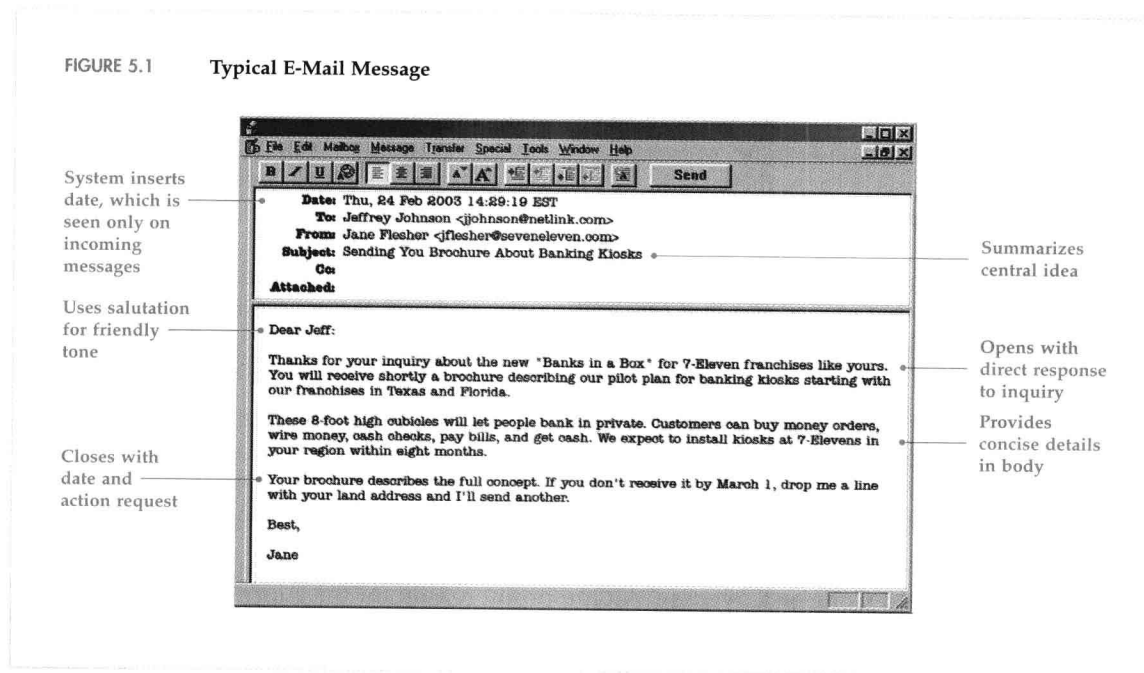 FIGURE 5.1 Typical E-Mail Message
File Edit Mailbox Message Transfer Special Tools Window Help
B I U Send
System inserts
date, which is
seen only on
incoming
messages
Date: Thu, 24 Feb 2003 14:29:19 EST
To: Jeffrey Johnson <jjohnson@netlink.com>
From: Jane Flesher <jflesher@seveneleven.com>
Subject: Sending You Brochure About Banking Kiosks
Cc:
Attached:
Summarizes
central idea
Uses salutation
for friendly
tone
Dear Jeff:
Thanks for your inquiry about the new "Banks in a Box" for 7-Eleven franchises like yours.
You will receive shortly a brochure describing our pilot plan for banking kiosks starting with
our franchises in Texas and Florida.
Opens with
direct response
to inquiry
These 8-foot high cubicles will let people bank in private. Customers can buy money orders,
wire money, cash checks, pay bills, and get cash. We expect to install kiosks at 7-Elevens in
your region within eight months.
Provides
concise details
in body
Closes with
date and
action request
Your brochure describes the full concept. If you don't receive it by March 1, drop me a line
with your land address and I'll send another.
Best,
Jane